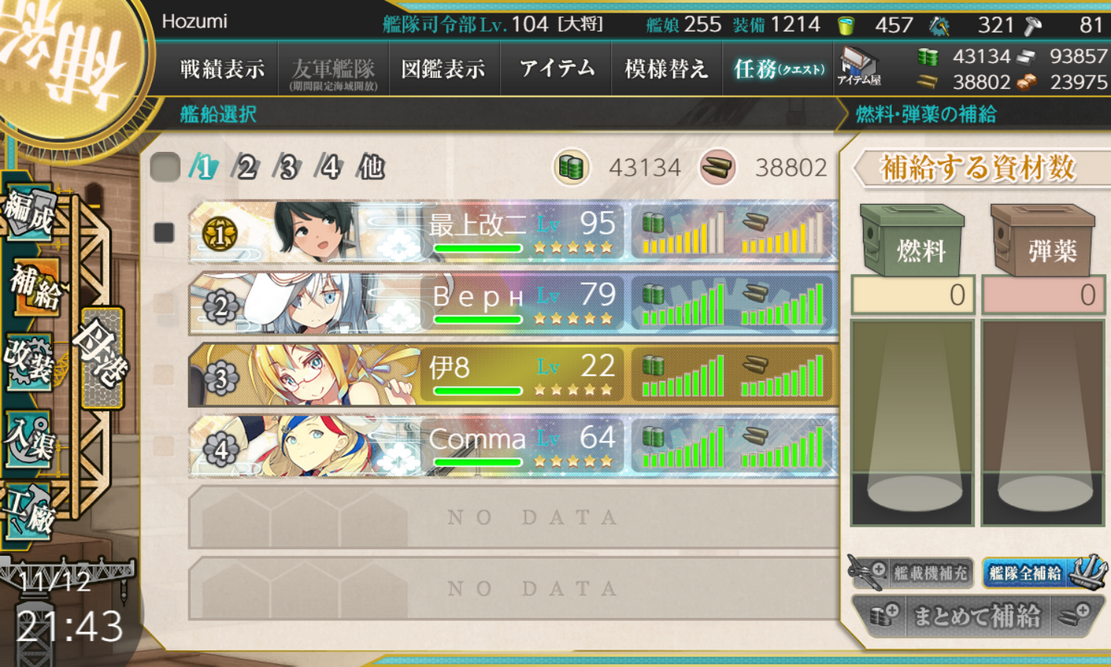 補給
Hozumi
艦隊司令部Lv. 104 [大将]
艦娘 255 装備 1214
457
321
81
戦績表示
友軍艦隊
(期間限定海域開放)
図鑑表示
アイテム
模様替え
任務(クエスト)
アイテム屋
43134
93857
38802
23975
艦船選択
燃料・弾薬の補給
1 2 3 4 他
43134
38802
補給する資材数
燃料
弾薬
0
0
1 最上改二 Lv 95
2 Верн Lv 79
3 伊8 Lv 22
4 Comma Lv 64
NO DATA
NO DATA
編成
補給
改装
入渠
工廠
母港
艦載機補充
艦隊全補給
まとめて補給
11/12
21:43